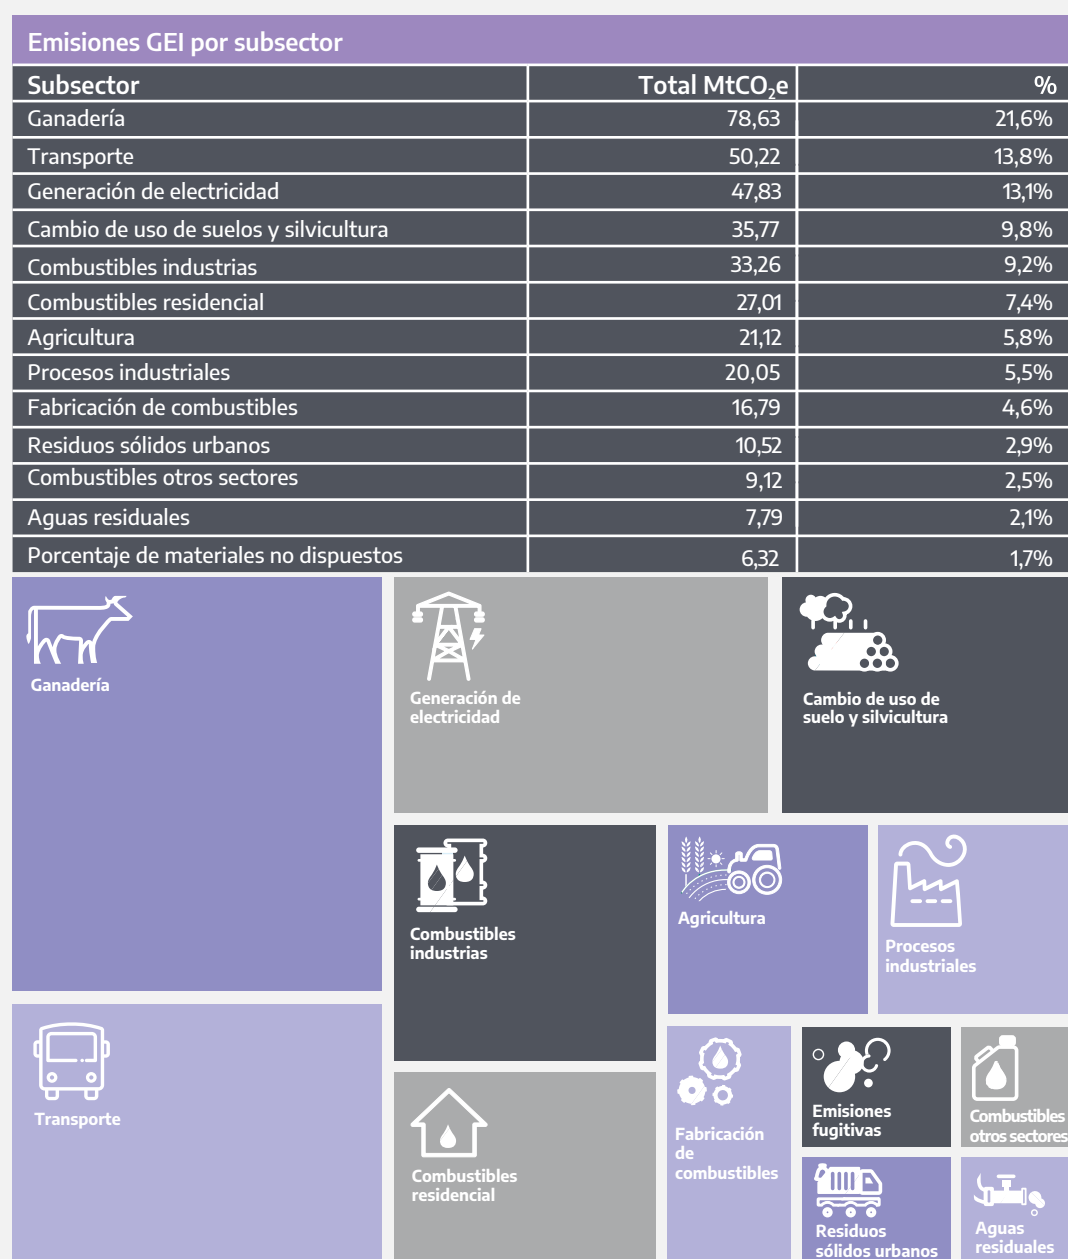 Emisiones GEI por subsector
Subsector Total MtCO₂e %
Ganadería 78,63 21,6%
Transporte 50,22 13,8%
Generación de electricidad 47,83 13,1%
Cambio de uso de suelos y silvicultura 35,77 9,8%
Combustibles industrias 33,26 9,2%
Combustibles residencial 27,01 7,4%
Agricultura 21,12 5,8%
Procesos industriales 20,05 5,5%
Fabricación de combustibles 16,79 4,6%
Residuos sólidos urbanos 10,52 2,9%
Combustibles otros sectores 9,12 2,5%
Aguas residuales 7,79 2,1%
Porcentaje de materiales no dispuestos 6,32 1,7%
Ganadería
Generación de
electricidad
Cambio de uso de
suelo y silvicultura
Combustibles
industrias
Agricultura
Procesos
industriales
Transporte
Combustibles
residencial
Fabricación
de
combustibles
Emisiones
fugitivas
Combustibles
otros sectores
Residuos
sólidos urbanos
Aguas
residuales